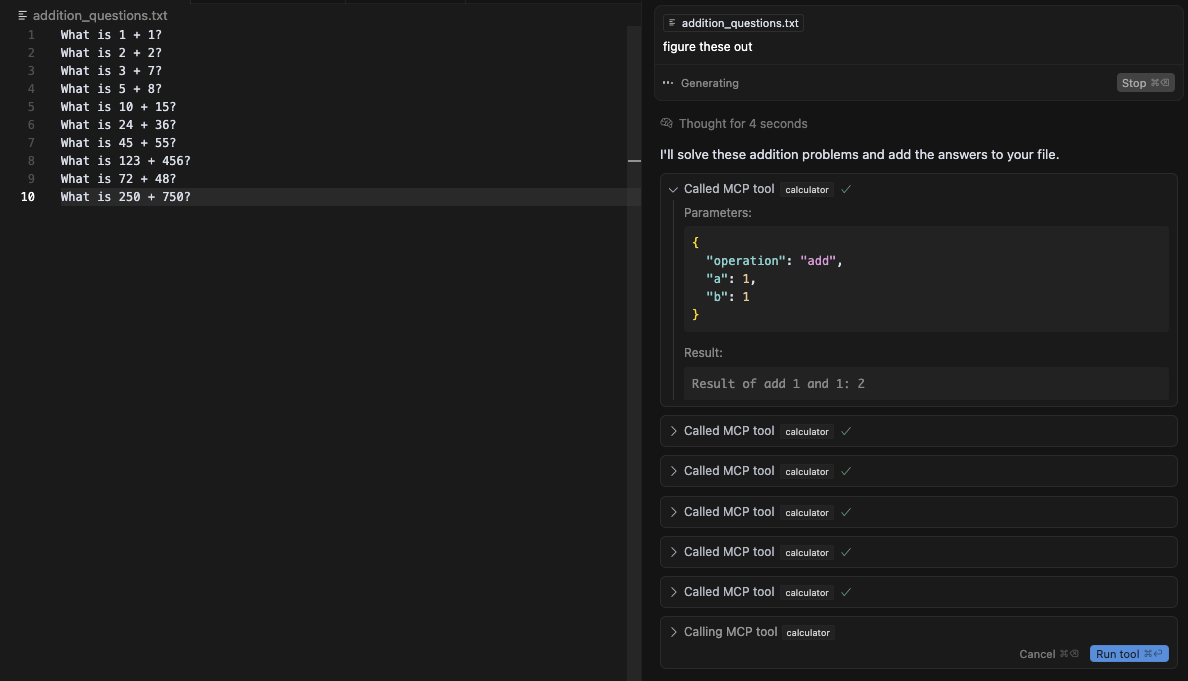 addition_questions.txt
1 What is 1 + 1?
2 What is 2 + 2?
3 What is 3 + 7?
4 What is 5 + 8?
5 What is 10 + 15?
6 What is 24 + 36?
7 What is 45 + 55?
8 What is 123 + 456?
9 What is 72 + 48?
10 What is 250 + 750?
addition_questions.txt
figure these out
··· Generating
Stop ⌘⌫
Thought for 4 seconds
I'll solve these addition problems and add the answers to your file.
Called MCP tool calculator ✓
Parameters:
{
"operation": "add",
"a": 1,
"b": 1
}
Result:
Result of add 1 and 1: 2
Called MCP tool calculator ✓
Called MCP tool calculator ✓
Called MCP tool calculator ✓
Called MCP tool calculator ✓
Called MCP tool calculator ✓
Calling MCP tool calculator
Cancel ⌘⌫ Run tool ⌘↩